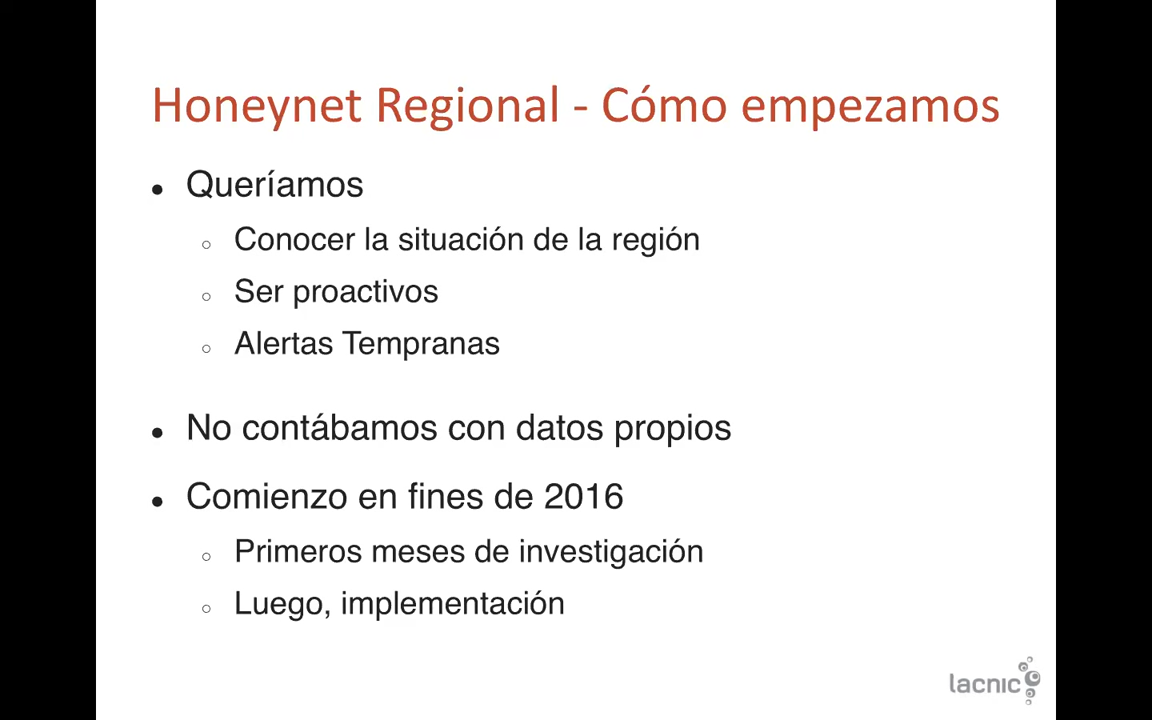 Honeynet Regional - Cómo empezamos
● Queríamos
○ Conocer la situación de la región
○ Ser proactivos
○ Alertas Tempranas
● No contábamos con datos propios
● Comienzo en fines de 2016
○ Primeros meses de investigación
○ Luego, implementación
lacnic